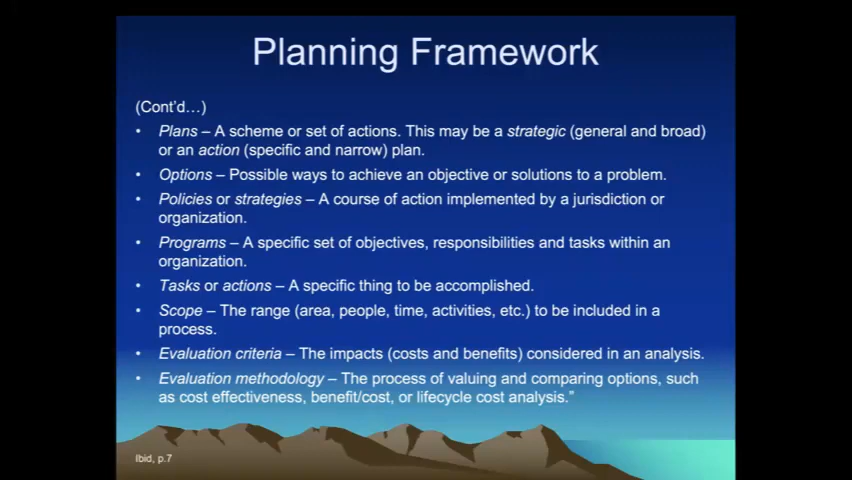 Planning Framework
(Cont’d…)
• Plans – A scheme or set of actions. This may be a strategic (general and broad)
or an action (specific and narrow) plan.
• Options – Possible ways to achieve an objective or solutions to a problem.
• Policies or strategies – A course of action implemented by a jurisdiction or
organization.
• Programs – A specific set of objectives, responsibilities and tasks within an
organization.
• Tasks or actions – A specific thing to be accomplished.
• Scope – The range (area, people, time, activities, etc.) to be included in a
process.
• Evaluation criteria – The impacts (costs and benefits) considered in an analysis.
• Evaluation methodology – The process of valuing and comparing options, such
as cost effectiveness, benefit/cost, or lifecycle cost analysis.”
Ibid, p.7